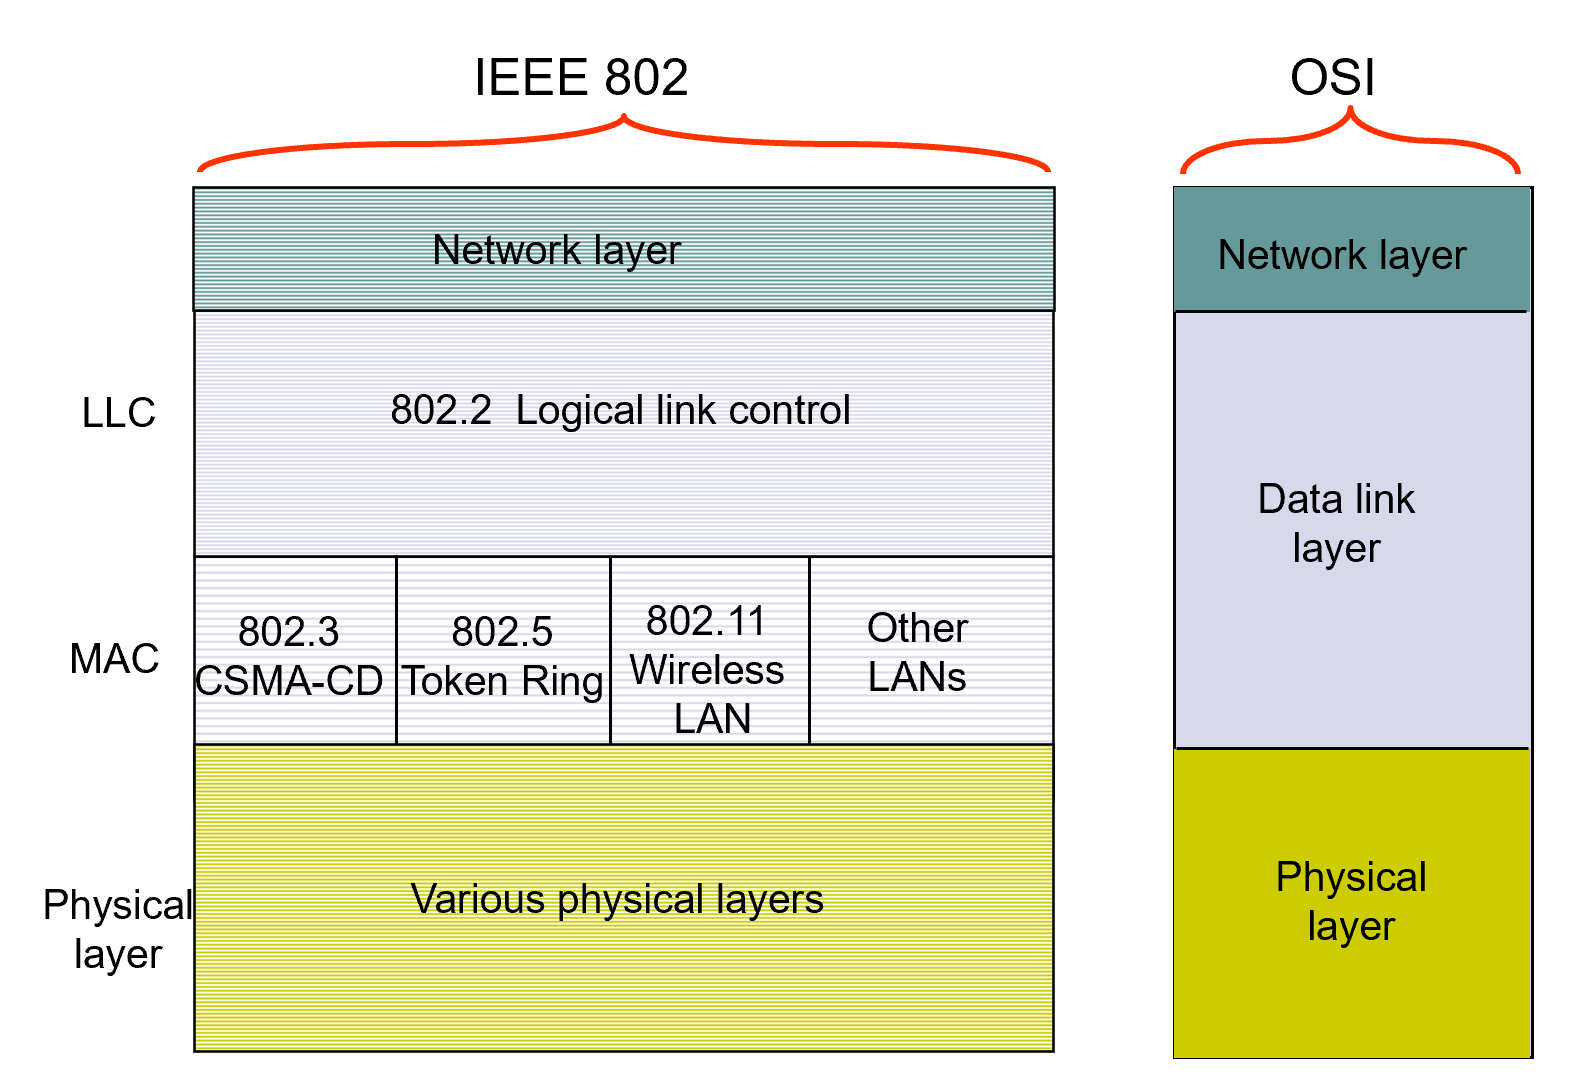 IEEE 802
OSI
Network layer
Network layer
LLC
802.2  Logical link control
Data link
layer
MAC
802.3
CSMA-CD
802.5
Token Ring
802.11
Wireless
LAN
Other
LANs
Physical
layer
Various physical layers
Physical
layer